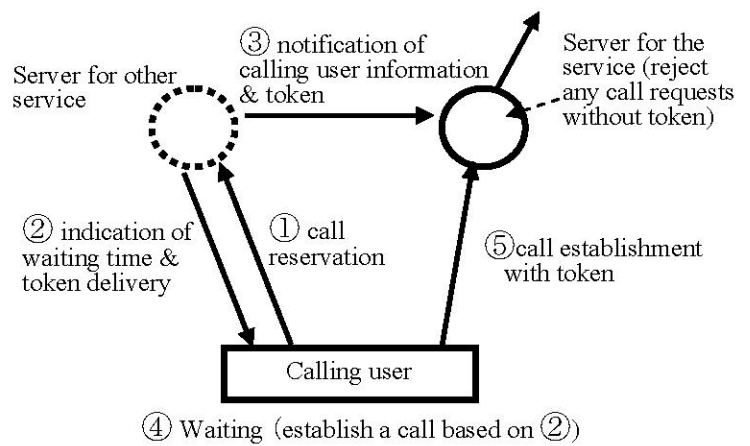 ③ notification of
calling user information
& token
Server for the
service (reject
any call requests
without token)
Server for other
service
② indication of
waiting time &
token delivery
① call
reservation
⑤call establishment
with token
Calling user
④ Waiting (establish a call based on ②)